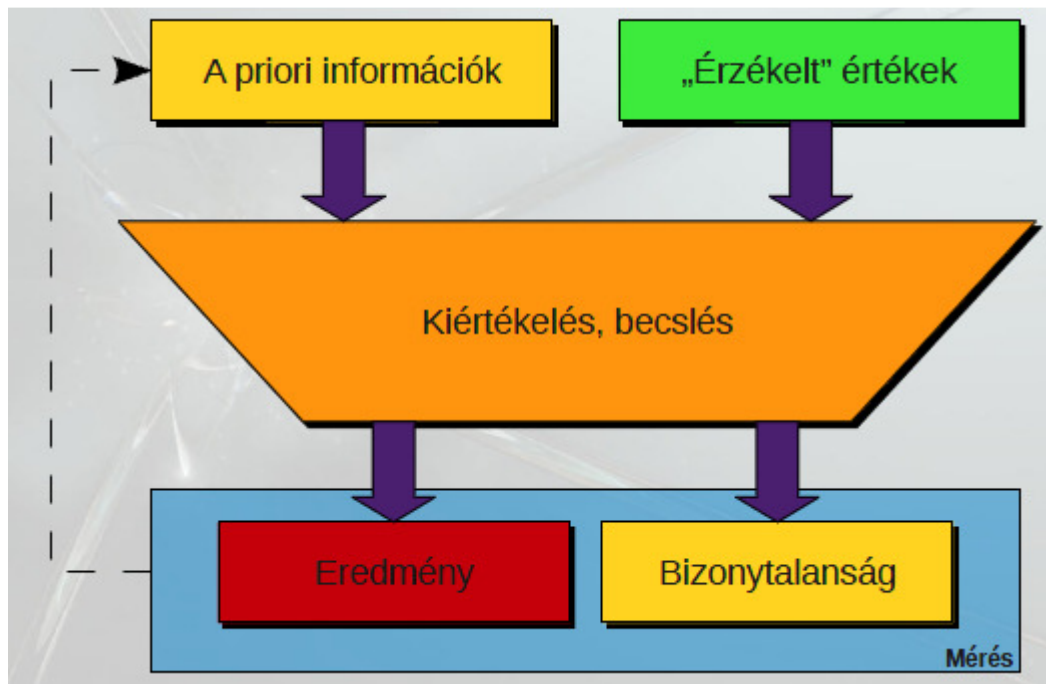 A priori információk
„Érzékelt” értékek
Kiértékelés, becslés
Eredmény
Bizonytalanság
Mérés